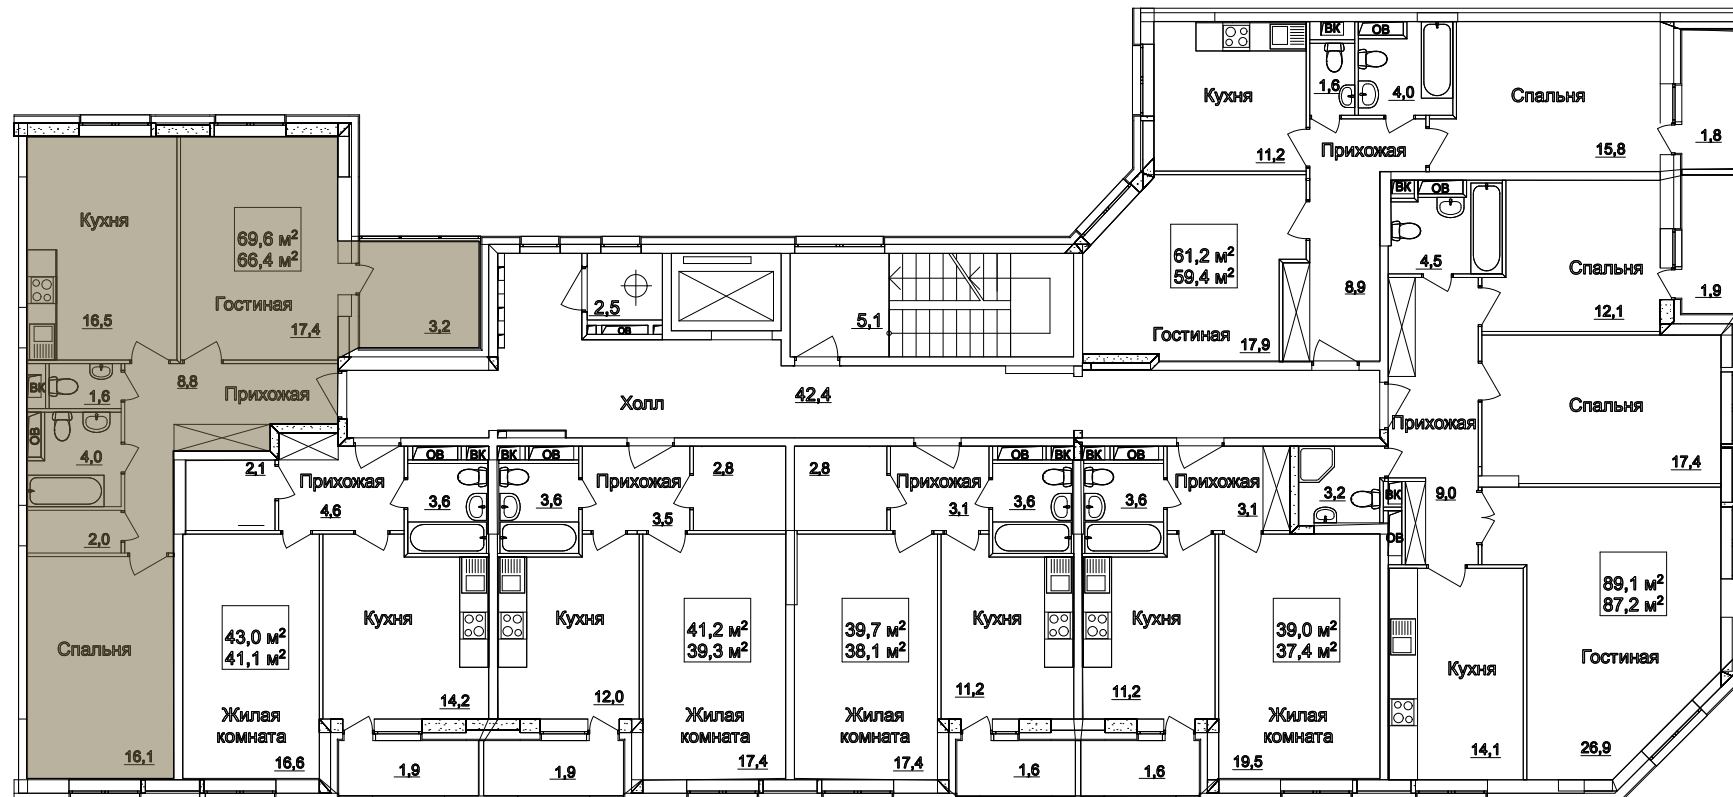 Кухня
16,5
69,6 м²
66,4 м²
Гостиная
17,4
3,2
ВК
1,6
8,8
Прихожая
ОВ
4,0
2,0
Спальня
16,1
2,5
ОВ
5,1
Холл
42,4
Кухня
11,2
ВК
ОВ
1,6
4,0
Прихожая
Спальня
15,8
1,8
61,2 м²
59,4 м²
Гостиная
17,9
8,9
ВК
ОВ
4,5
Спальня
12,1
1,9
Спальня
17,4
Прихожая
9,0
3,2
ВК
ОВ
89,1 м²
87,2 м²
Гостиная
26,9
Кухня
14,1
2,1
Прихожая
4,6
ОВ
ВК
3,6
43,0 м²
41,1 м²
Кухня
14,2
Жилая
комната
16,6
1,9
ВК
ОВ
3,6
Прихожая
3,5
2,8
Кухня
12,0
41,2 м²
39,3 м²
Жилая
комната
17,4
1,9
2,8
Прихожая
3,1
ОВ
ВК
3,6
39,7 м²
38,1 м²
Кухня
11,2
Жилая
комната
17,4
1,6
ВК
ОВ
3,6
Прихожая
3,1
Кухня
11,2
39,0 м²
37,4 м²
Жилая
комната
19,5
1,6